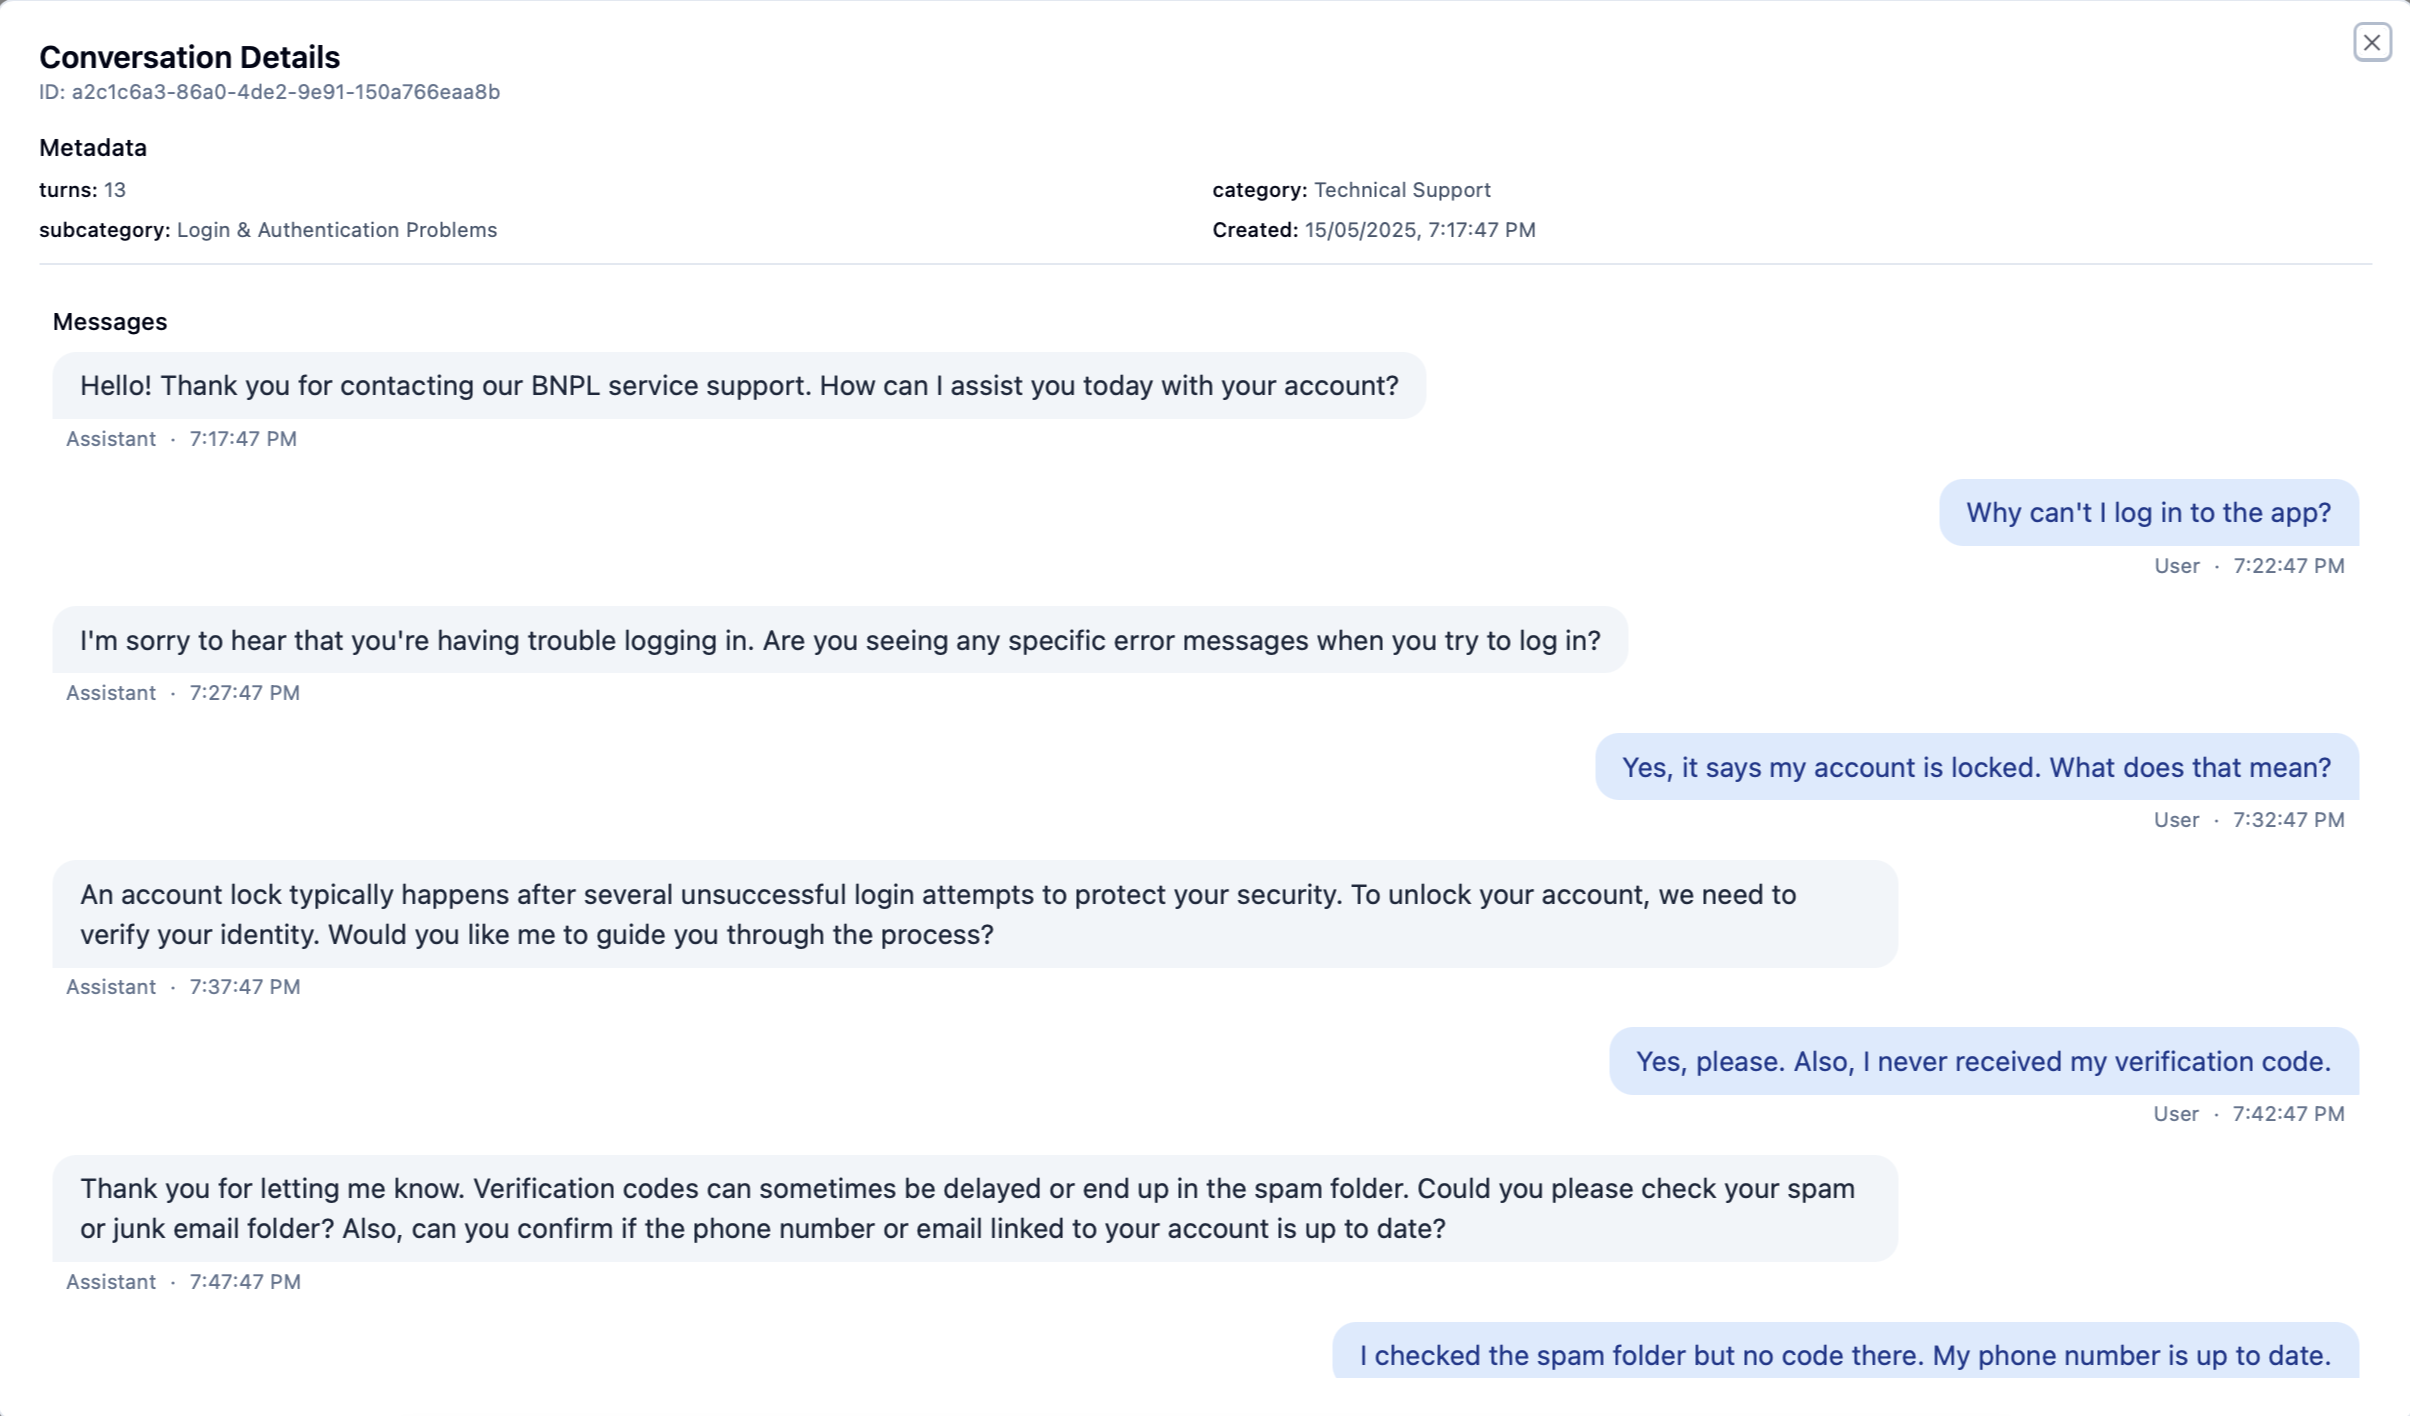 Conversation Details
ID: a2c1c6a3-86a0-4de2-9e91-150a766eaa8b
Metadata
turns: 13
category: Technical Support
subcategory: Login & Authentication Problems
Created: 15/05/2025, 7:17:47 PM
Messages
Hello! Thank you for contacting our BNPL service support. How can I assist you today with your account?
Assistant · 7:17:47 PM
Why can't I log in to the app?
User · 7:22:47 PM
I'm sorry to hear that you're having trouble logging in. Are you seeing any specific error messages when you try to log in?
Assistant · 7:27:47 PM
Yes, it says my account is locked. What does that mean?
User · 7:32:47 PM
An account lock typically happens after several unsuccessful login attempts to protect your security. To unlock your account, we need to
verify your identity. Would you like me to guide you through the process?
Assistant · 7:37:47 PM
Yes, please. Also, I never received my verification code.
User · 7:42:47 PM
Thank you for letting me know. Verification codes can sometimes be delayed or end up in the spam folder. Could you please check your spam
or junk email folder? Also, can you confirm if the phone number or email linked to your account is up to date?
Assistant · 7:47:47 PM
I checked the spam folder but no code there. My phone number is up to date.